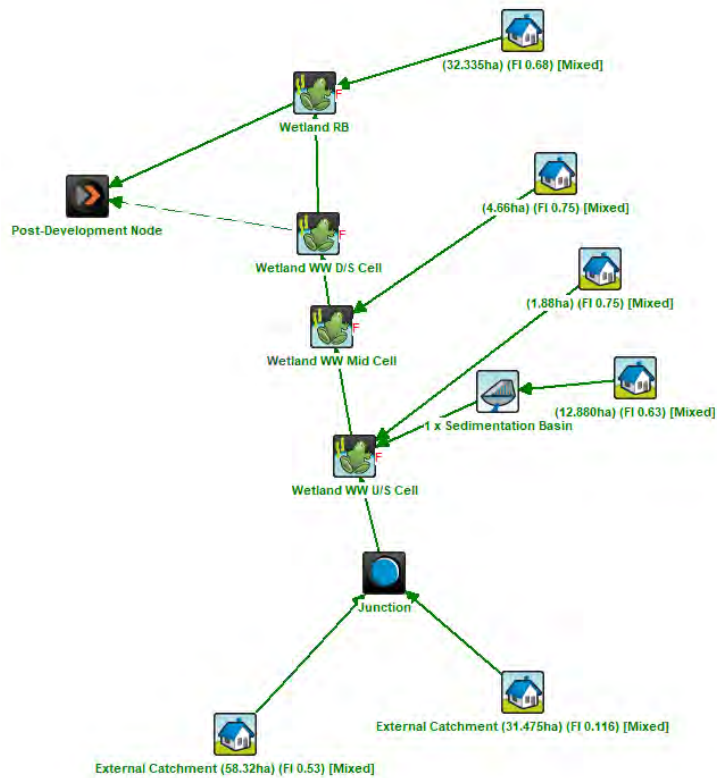 (32.335ha) (FI 0.68) [Mixed]
F
Wetland RB
(4.66ha) (FI 0.75) [Mixed]
Post-Development Node
F
Wetland WW D/S Cell
(1.88ha) (FI 0.75) [Mixed]
F
Wetland WW Mid Cell
(12.880ha) (FI 0.63) [Mixed]
1 x Sedimentation Basin
F
Wetland WW U/S Cell
Junction
External Catchment (31.475ha) (FI 0.116) [Mixed]
External Catchment (58.32ha) (FI 0.53) [Mixed]